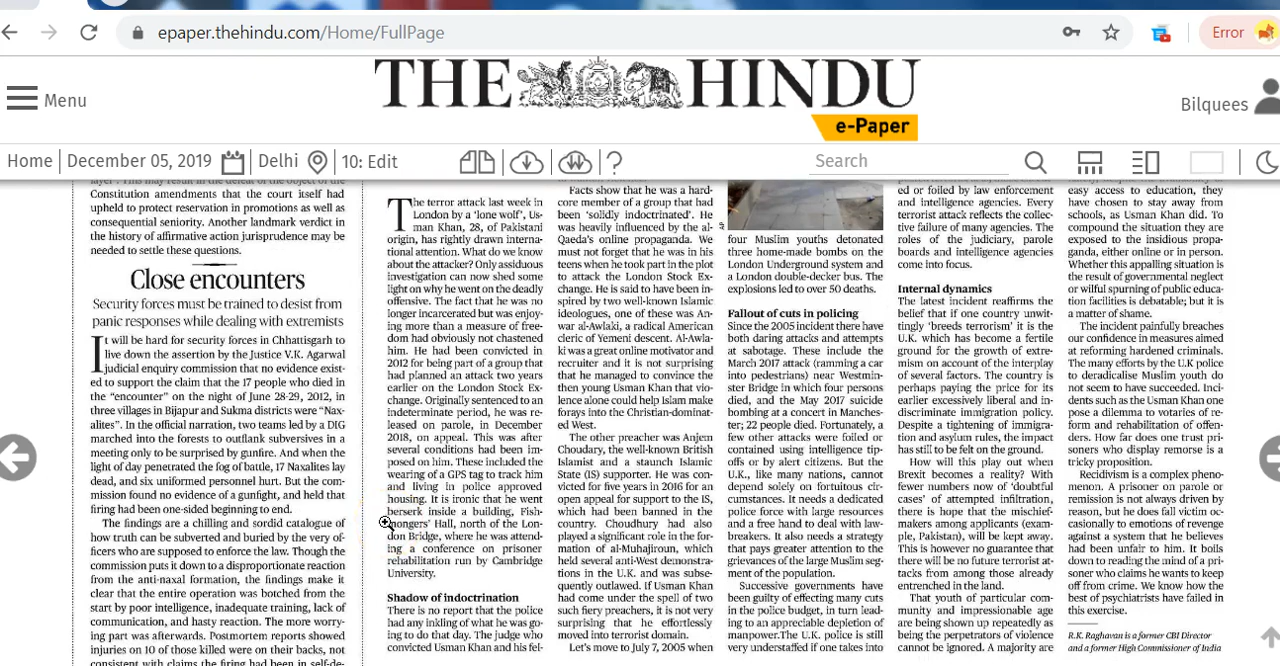 epaper.thehindu.com/Home/FullPage
Error
Menu
THE HINDU
e-Paper
Bilquees
Home
December 05, 2019
Delhi
10: Edit
Search
Constitution amendments that the court itself had
upheld to protect reservation in promotions as well as
consequential seniority. Another landmark verdict in
the history of affirmative action jurisprudence may be
needed to settle these questions.
Close encounters
Security forces must be trained to desist from
panic responses while dealing with extremists
It will be hard for security forces in Chhattisgarh to
live down the assertion by the Justice V.K. Agarwal
judicial enquiry commission that no evidence exist-
ed to support the claim that the 17 people who died in
the “encounter” on the night of June 28-29, 2012, in
three villages in Bijapur and Sukma districts were “Nax-
alites”. In the official narration, two teams led by a DIG
marched into the forests to outflank subversives in a
meeting only to be surprised by gunfire. And when the
light of day penetrated the fog of battle, 17 Naxalites lay
dead, and six uniformed personnel hurt. But the com-
mission found no evidence of a gunfight, and held that
firing had been one-sided beginning to end.
The findings are a chilling and sordid catalogue of
how truth can be subverted and buried by the very of-
ficers who are supposed to enforce the law. Though the
commission puts it down to a disproportionate reaction
from the anti-naxal formation, the findings make it
clear that the entire operation was botched from the
start by poor intelligence, inadequate training, lack of
communication, and hasty reaction. The more worry-
ing part was afterwards. Postmortem reports showed
injuries on 10 of those killed were on their backs, not
consistent with claims the firing had been in self-de-
The terror attack last week in
London by a ‘lone wolf’, Us-
man Khan, 28, of Pakistani
origin, has rightly drawn interna-
tional attention. What do we know
about the attacker? Only assiduous
investigation can now shed some
light on why he went on the deadly
offensive. The fact that he was no
longer incarcerated but was enjoy-
ing more than a measure of free-
dom had obviously not chastened
him. He had been convicted in
2012 for being part of a group that
had planned an attack two years
earlier on the London Stock Ex-
change. Originally sentenced to an
indeterminate period, he was re-
leased on parole, in December
2018, on appeal. This was after
several conditions had been im-
posed on him. These included the
wearing of a GPS tag to track him
and living in police approved
housing. It is ironic that he went
berserk inside a building, Fish-
mongers’ Hall, north of the Lon-
don Bridge, where he was attend-
ing a conference on prisoner
rehabilitation run by Cambridge
University.
Shadow of indoctrination
There is no report that the police
had any inkling of what he was go-
ing to do that day. The judge who
convicted Usman Khan and his fel-
Facts show that he was a hard-
core member of a group that had
been ‘solidly indoctrinated’. He
was heavily influenced by the al-
Qaeda’s online propaganda. We
must not forget that he was in his
teens when he took part in the plot
to attack the London Stock Ex-
change. He is said to have been in-
spired by two well-known Islamic
ideologues, one of these was An-
war al-Awlaki, a radical American
cleric of Yemeni descent. Al-Awla-
ki was a great online motivator and
recruiter and it is not surprising
that he managed to convince the
then young Usman Khan that vio-
lence alone could help Islam make
forays into the Christian-dominat-
ed West.
The other preacher was Anjem
Choudary, the well-known British
Islamist and a staunch Islamic
State (IS) supporter. He was con-
victed for five years in 2016 for an
open appeal for support to the IS,
which had been banned in the
country. Choudhury had also
played a significant role in the for-
mation of al-Muhajiroun, which
held several anti-West demonstra-
tions in the U.K. and was subse-
quently outlawed. If Usman Khan
had come under the spell of two
such fiery preachers, it is not very
surprising that he effortlessly
moved into terrorist domain.
Let’s move to July 7, 2005 when
AP
four Muslim youths detonated
three home-made bombs on the
London Underground system and
a London double-decker bus. The
explosions led to over 50 deaths.
Fallout of cuts in policing
Since the 2005 incident there have
both daring attacks and attempts
at sabotage. These include the
March 2017 attack (ramming a car
into pedestrians) near Westmin-
ster Bridge in which four persons
died, and the May 2017 suicide
bombing at a concert in Manches-
ter; 22 people died. Fortunately, a
few other attacks were foiled or
contained using intelligence tip-
offs or by alert citizens. But the
U.K., like many nations, cannot
depend solely on fortuitous cir-
cumstances. It needs a dedicated
police force with large resources
and a free hand to deal with law-
breakers. It also needs a strategy
that pays greater attention to the
grievances of the large Muslim seg-
ment of the population.
Successive governments have
been guilty of effecting many cuts
in the police budget, in turn lead-
ing to an appreciable depletion of
manpower.The U.K. police is still
very understaffed if one takes into
ed or foiled by law enforcement
and intelligence agencies. Every
terrorist attack reflects the collec-
tive failure of many agencies. The
roles of the judiciary, parole
boards and intelligence agencies
come into focus.
Internal dynamics
The latest incident reaffirms the
belief that if one country unwit-
tingly ‘breeds terrorism’ it is the
U.K. which has become a fertile
ground for the growth of extre-
mism on account of the interplay
of several factors. The country is
perhaps paying the price for its
earlier excessively liberal and in-
discriminate immigration policy.
Despite a tightening of immigra-
tion and asylum rules, the impact
has still to be felt on the ground.
How will this play out when
Brexit becomes a reality? With
fewer numbers now of ‘doubtful
cases’ of attempted infiltration,
there is hope that the mischief-
makers among applicants (exam-
ple, Pakistan), will be kept away.
This is however no guarantee that
there will be no future terrorist at-
tacks from among those already
entrenched in the land.
That youth of particular com-
munity and impressionable age
are being shown up repeatedly as
being the perpetrators of violence
cannot be ignored. A majority are
easy access to education, they
have chosen to stay away from
schools, as Usman Khan did. To
compound the situation they are
exposed to the insidious propa-
ganda, either online or in person.
Whether this appalling situation is
the result of governmental neglect
or wilful spurning of public educa-
tion facilities is debatable; but it is
a matter of shame.
The incident painfully breaches
our confidence in measures aimed
at reforming hardened criminals.
The many efforts by the U.K police
to deradicalise Muslim youth do
not seem to have succeeded. Inci-
dents such as the Usman Khan one
pose a dilemma to votaries of re-
form and rehabilitation of offen-
ders. How far does one trust pri-
soners who display remorse is a
tricky proposition.
Recidivism is a complex pheno-
menon. A prisoner on parole or
remission is not always driven by
reason, but he does fall victim oc-
casionally to emotions of revenge
against a system that he believes
had been unfair to him. It boils
down to reading the mind of a pri-
soner who claims he wants to keep
off from crime. We know how the
best of psychiatrists have failed in
this exercise.
R.K. Raghavan is a former CBI Director
and a former High Commissioner of India